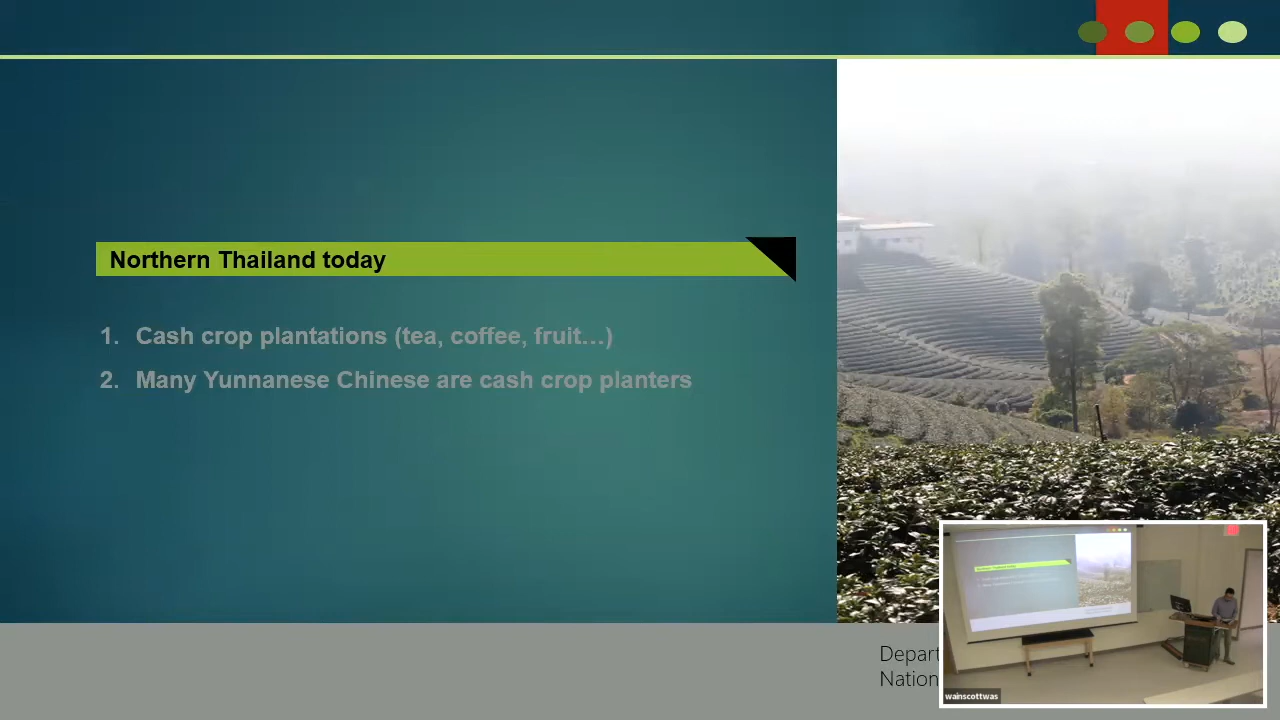 Northern Thailand today
1. Cash crop plantations (tea, coffee, fruit...)
2. Many Yunnanese Chinese are cash crop planters
Depart
Nation
wainscottwas